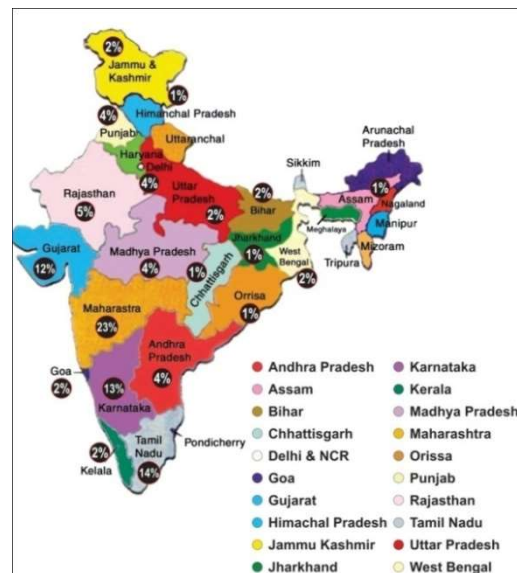 2%
Jammu &
Kashmir
1%
Himanchal Pradesh
4%
Punjab
Uttaranchal
Haryana
Delhi
4%
Rajasthan
5%
Uttar
Pradesh
2%
2%
Bihar
Sikkim
Arunachal
Pradesh
Assam
1%
Nagaland
Meghalaya
Manipur
Mizoram
Tripura
Gujarat
12%
Madhya Pradesh
4%
1%
Chhattisgarh
Jharkhand
1%
West
Bengal
2%
Orrisa
1%
Maharastra
23%
Andhra
Pradesh
4%
Goa
2%
13%
Karnataka
2%
Kelala
Tamil
Nadu
14%
Pondicherry
Andhra Pradesh
Assam
Bihar
Chhattisgarh
Delhi & NCR
Goa
Gujarat
Himachal Pradesh
Jammu Kashmir
Jharkhand
Karnataka
Kerala
Madhya Pradesh
Maharashtra
Orissa
Punjab
Rajasthan
Tamil Nadu
Uttar Pradesh
West Bengal